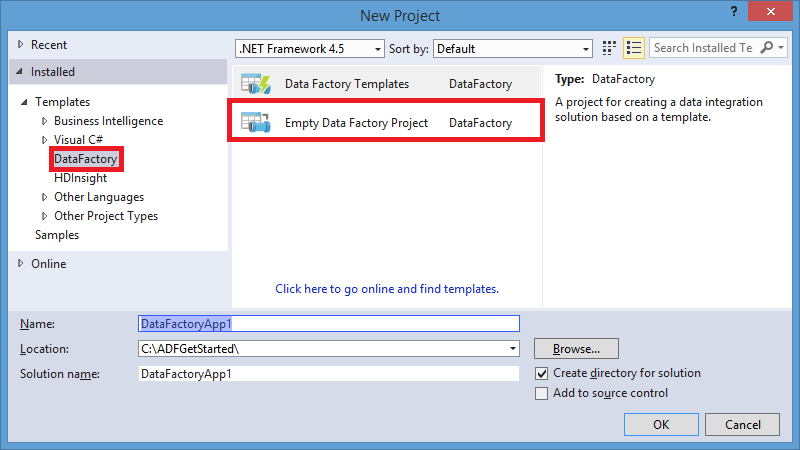 New Project
?
Recent
Installed
Templates
Business Intelligence
Visual C#
DataFactory
HDInsight
Other Languages
Other Project Types
Samples
Online
.NET Framework 4.5
Sort by: Default
Search Installed Te
Data Factory Templates DataFactory
Empty Data Factory Project DataFactory
Click here to go online and find templates.
Type: DataFactory
A project for creating a data integration
solution based on a template.
Name: DataFactoryApp1
Location: C:\ADFGetStarted\
Browse...
Solution name: DataFactoryApp1
Create directory for solution
Add to source control
OK
Cancel